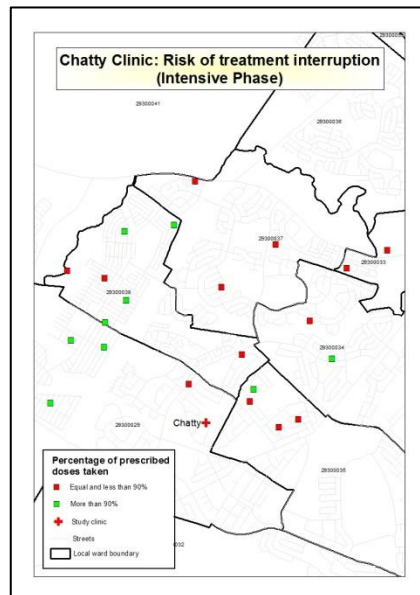 Chatty Clinic: Risk of treatment interruption
(Intensive Phase)
29300041
29300036
29300037
29300033
29300038
29300034
Chatty
29300029
29300035
Percentage of prescribed
doses taken
Equal and less than 90%
More than 90%
Study clinic
Streets
Local ward boundary